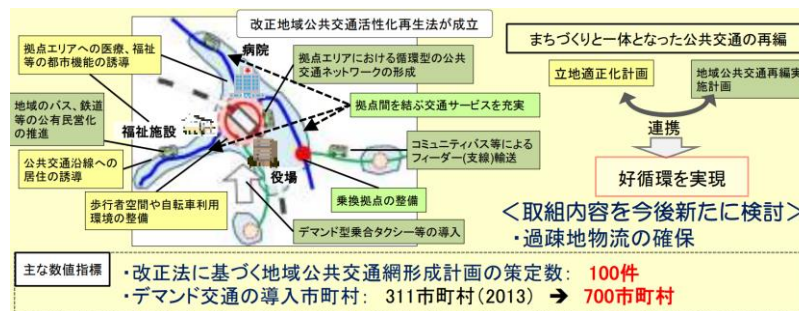 改正地域公共交通活性化再生法が成立
拠点エリアへの医療、福祉
等の都市機能の誘導
病院
拠点エリアにおける循環型の公共
交通ネットワークの形成
地域のバス、鉄道
等の公有民営化
の推進
福祉施設
拠点間を結ぶ交通サービスを充実
公共交通沿線への
居住の誘導
役場
コミュニティバス等による
フィーダー(支線)輸送
歩行者空間や自転車利用
環境の整備
乗換拠点の整備
デマンド型乗合タクシー等の導入
まちづくりと一体となった公共交通の再編
立地適正化計画
地域公共交通再編実
施計画
連携
好循環を実現
＜取組内容を今後新たに検討＞
・過疎地物流の確保
主な数値指標
・改正法に基づく地域公共交通網形成計画の策定数： 100件
・デマンド交通の導入市町村： 311市町村(2013) ➔ 700市町村